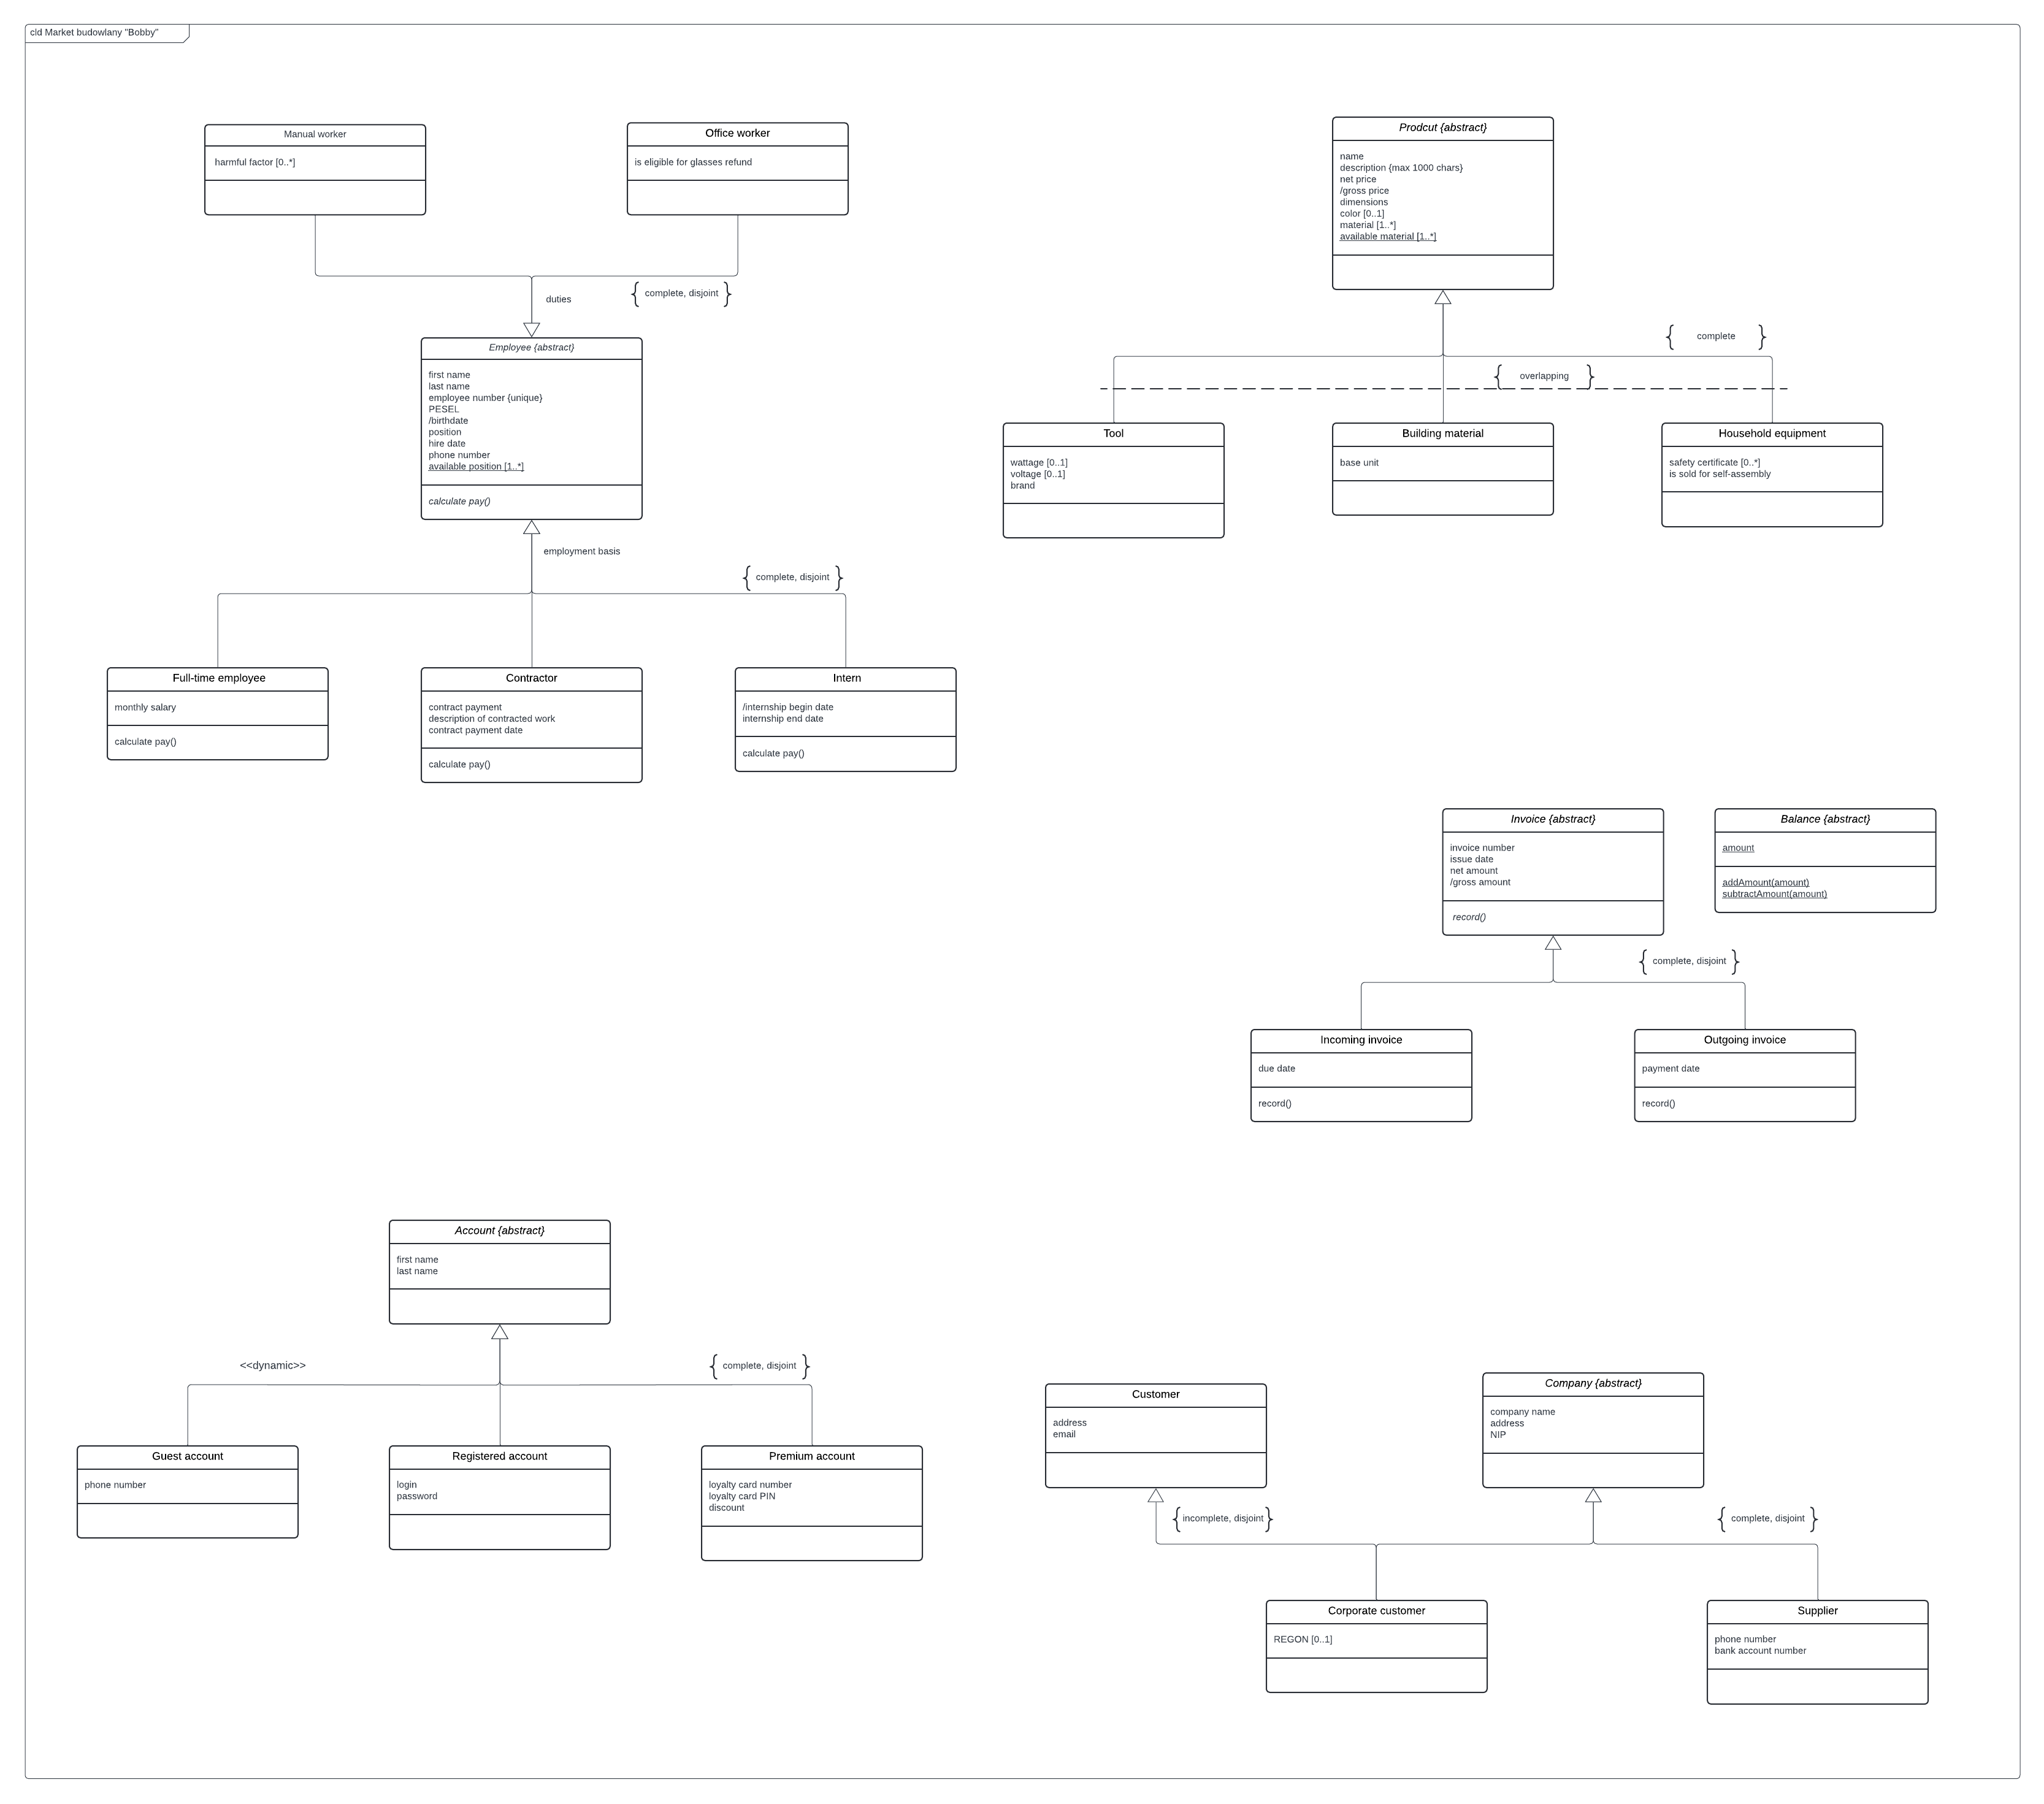 cld Market budowlany "Bobby"
Manual worker
harmful factor [0..*]
Office worker
is eligible for glasses refund
duties
{ complete, disjoint }
Employee {abstract}
first name
last name
employee number {unique}
PESEL
/birthdate
position
hire date
phone number
available position [1..*]
calculate pay()
employment basis
{ complete, disjoint }
Full-time employee
monthly salary
calculate pay()
Contractor
contract payment
description of contracted work
contract payment date
calculate pay()
Intern
/internship begin date
internship end date
calculate pay()
Prodcut {abstract}
name
description {max 1000 chars}
net price
/gross price
dimensions
color [0..1]
material [1..*]
available material [1..*]
{ complete }
{ overlapping }
Tool
wattage [0..1]
voltage [0..1]
brand
Building material
base unit
Household equipment
safety certificate [0..*]
is sold for self-assembly
Invoice {abstract}
invoice number
issue date
net amount
/gross amount
record()
Balance {abstract}
amount
addAmount(amount)
subtractAmount(amount)
{ complete, disjoint }
Incoming invoice
due date
record()
Outgoing invoice
payment date
record()
Account {abstract}
first name
last name
<<dynamic>>
{ complete, disjoint }
Guest account
phone number
Registered account
login
password
Premium account
loyalty card number
loyalty card PIN
discount
Customer
address
email
{ incomplete, disjoint }
Company {abstract}
company name
address
NIP
{ complete, disjoint }
Corporate customer
REGON [0..1]
Supplier
phone number
bank account number